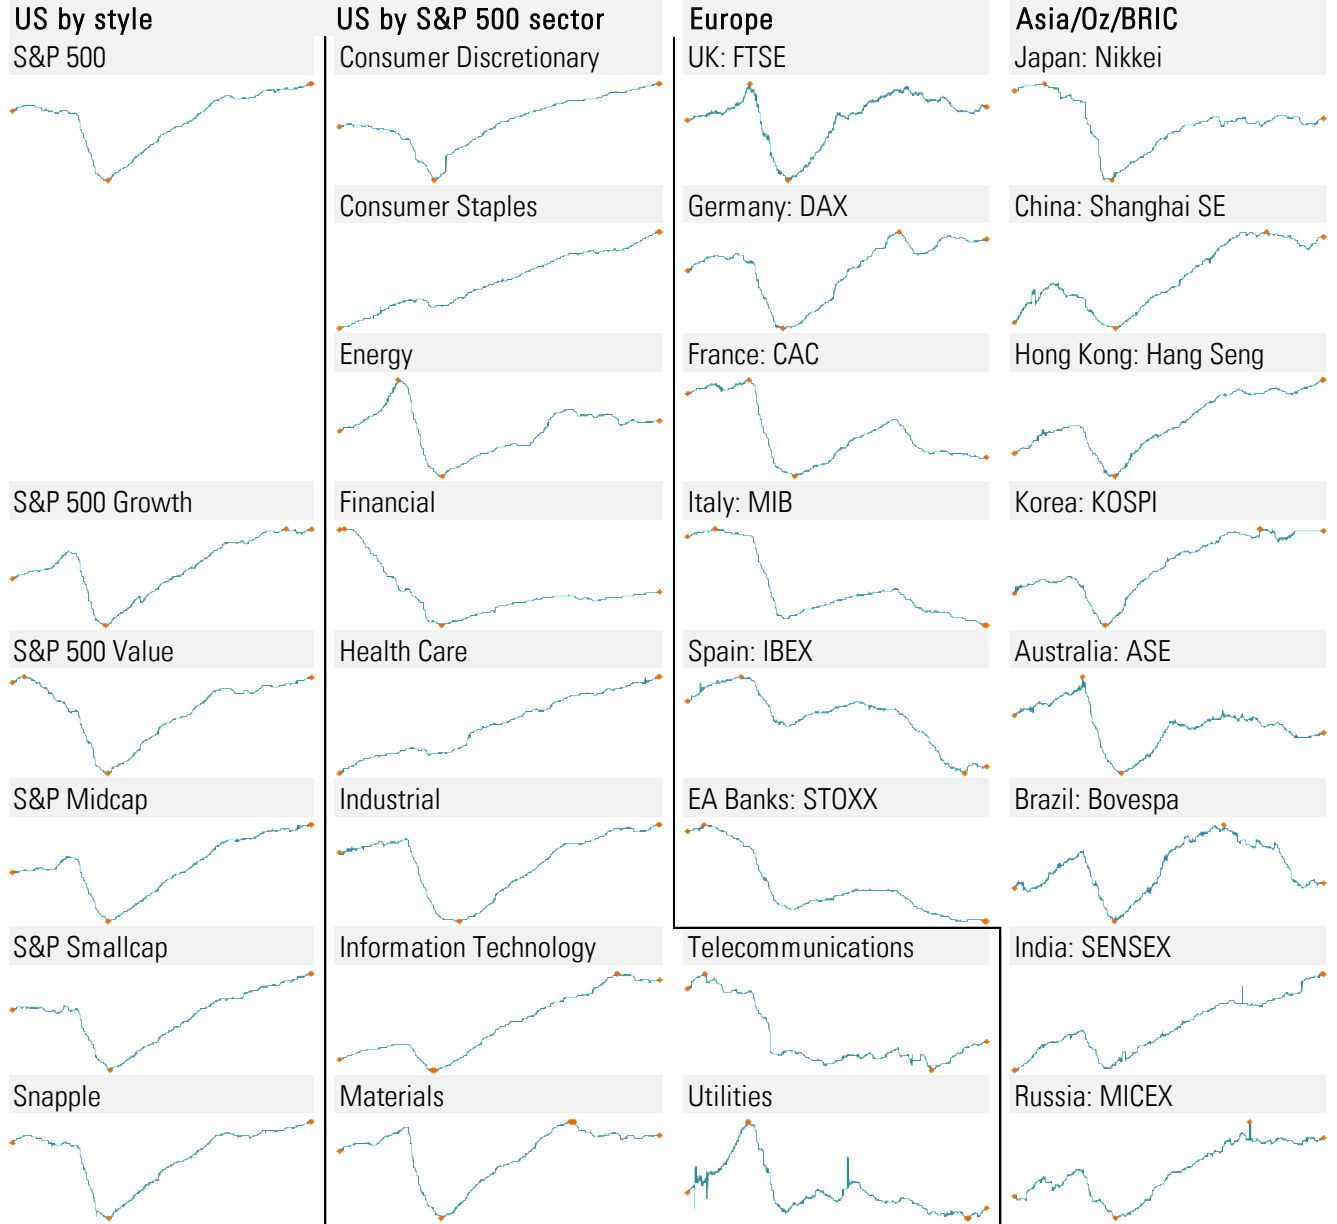 US by style
US by S&P 500 sector
Europe
Asia/Oz/BRIC
S&P 500
Consumer Discretionary
UK: FTSE
Japan: Nikkei
Consumer Staples
Germany: DAX
China: Shanghai SE
Energy
France: CAC
Hong Kong: Hang Seng
S&P 500 Growth
Financial
Italy: MIB
Korea: KOSPI
S&P 500 Value
Health Care
Spain: IBEX
Australia: ASE
S&P Midcap
Industrial
EA Banks: STOXX
Brazil: Bovespa
S&P Smallcap
Information Technology
Telecommunications
India: SENSEX
Snapple
Materials
Utilities
Russia: MICEX